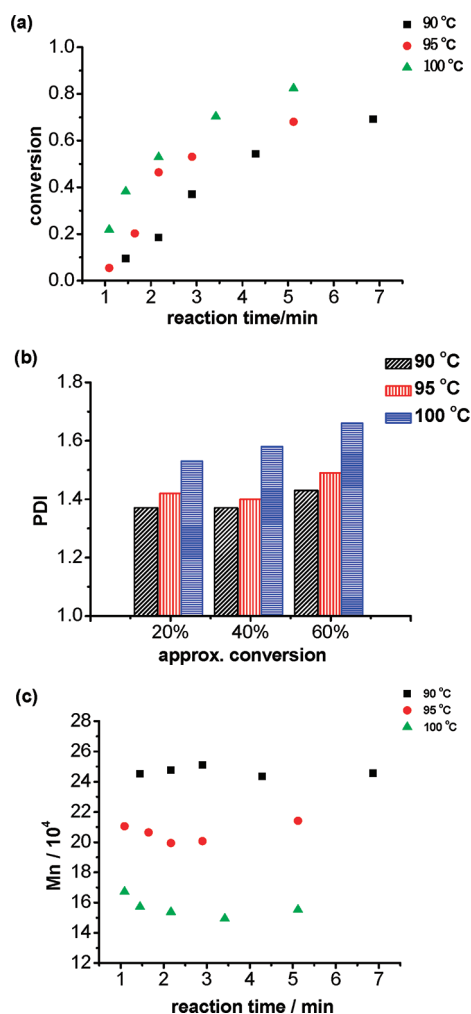 (a)
90 °C
95 °C
100 °C
1.0
0.8
0.6
0.4
0.2
0.0
conversion
1 2 3 4 5 6 7
reaction time/min
(b)
90 °C
95 °C
100 °C
1.8
1.6
1.4
1.2
1.0
PDI
20% 40% 60%
approx. conversion
(c)
90 °C
95 °C
100 °C
28
26
24
22
20
18
16
14
12
Mn / 10⁴
1 2 3 4 5 6 7 8
reaction time / min